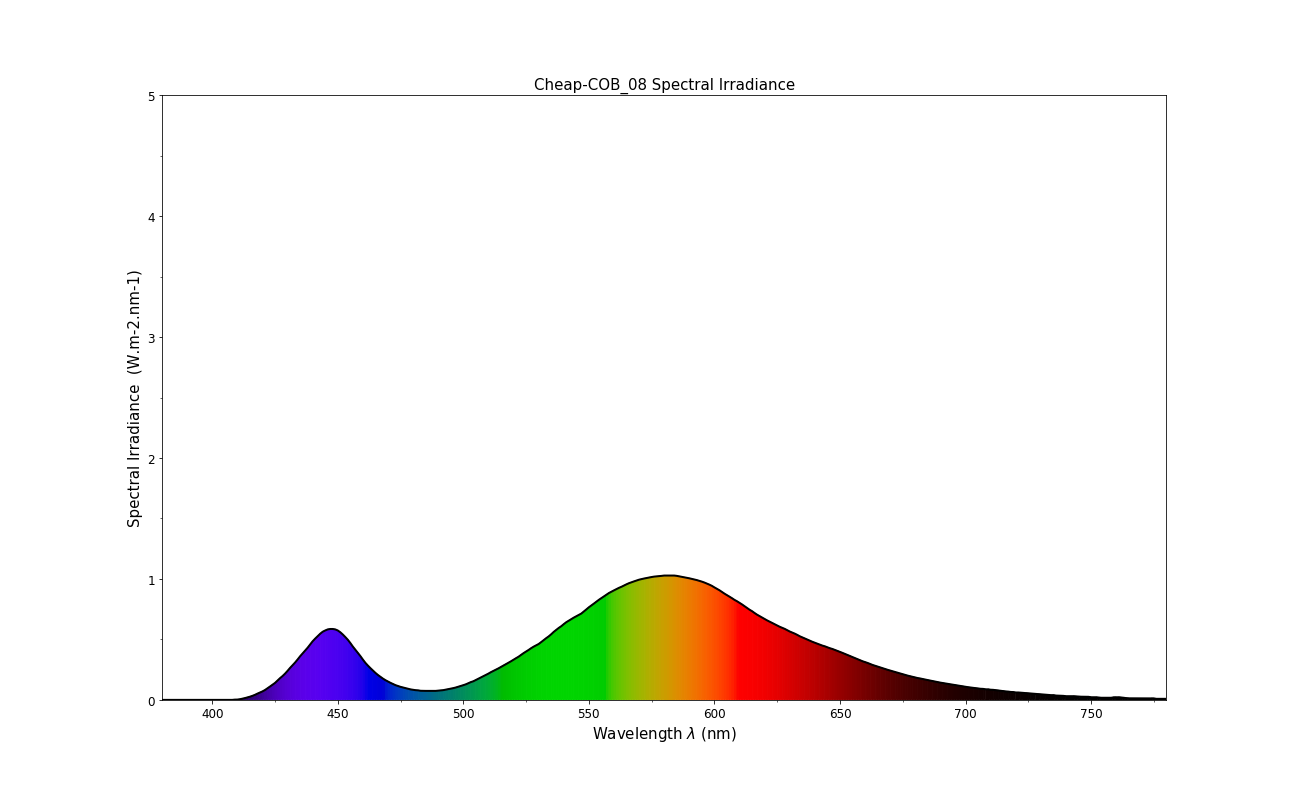 Cheap-COB_08 Spectral Irradiance
5
4
3
2
1
0
Spectral Irradiance (W.m-2.nm-1)
400 450 500 550 600 650 700 750
Wavelength λ (nm)